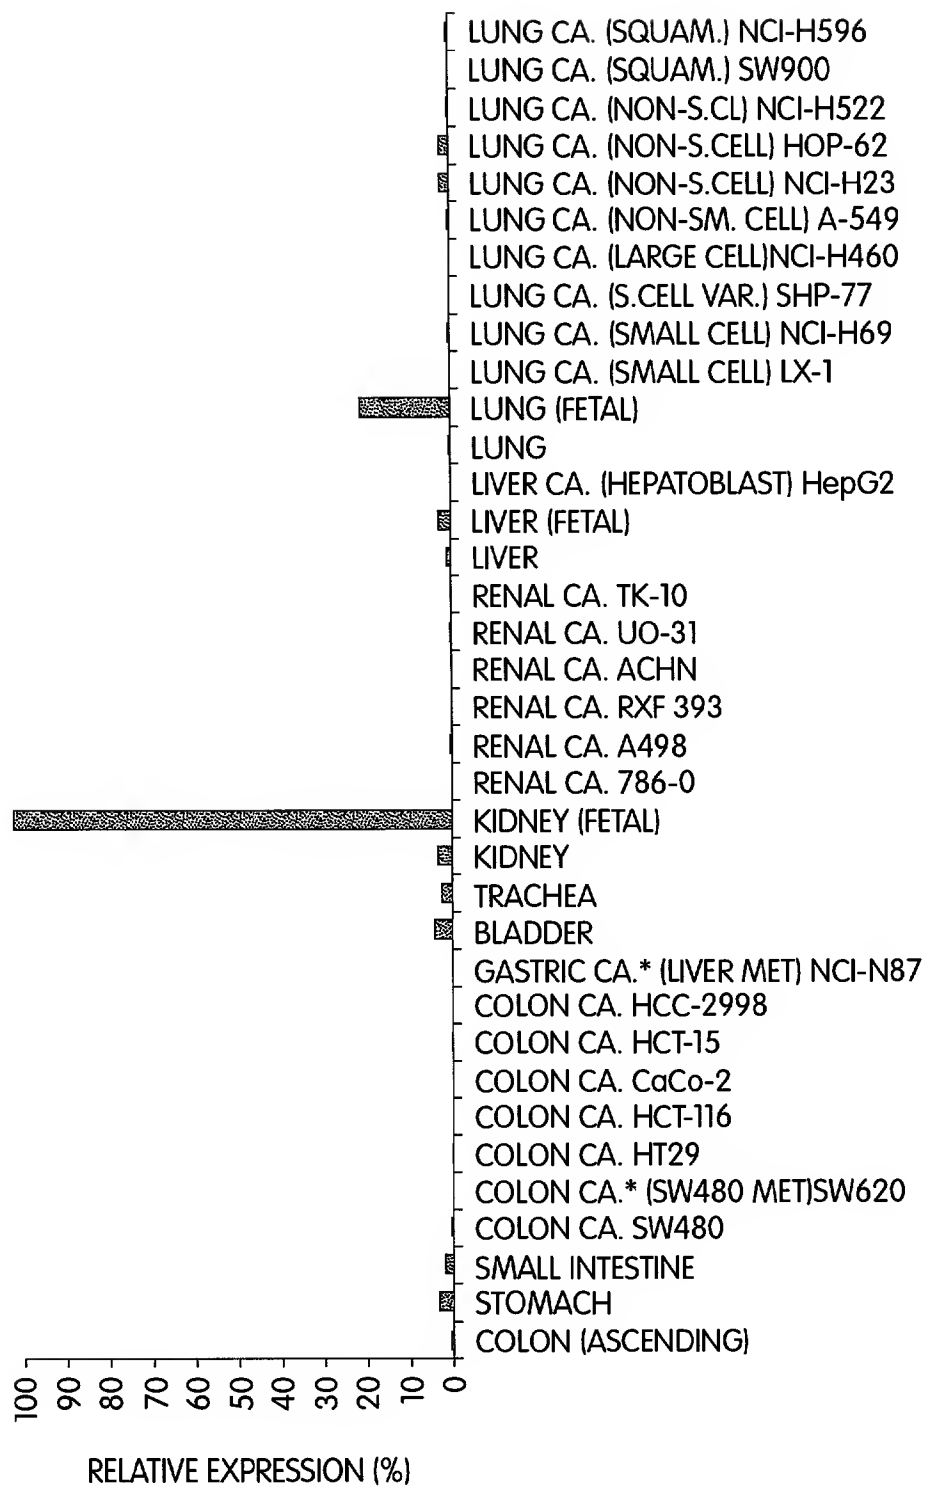 LUNG CA. (SQUAM.) NCI-H596
LUNG CA. (SQUAM.) SW900
LUNG CA. (NON-S.CL) NCI-H522
LUNG CA. (NON-S.CELL) HOP-62
LUNG CA. (NON-S.CELL) NCI-H23
LUNG CA. (NON-SM. CELL) A-549
LUNG CA. (LARGE CELL)NCI-H460
LUNG CA. (S.CELL VAR.) SHP-77
LUNG CA. (SMALL CELL) NCI-H69
LUNG CA. (SMALL CELL) LX-1
LUNG (FETAL)
LUNG
LIVER CA. (HEPATOBLAST) HepG2
LIVER (FETAL)
LIVER
RENAL CA. TK-10
RENAL CA. UO-31
RENAL CA. ACHN
RENAL CA. RXF 393
RENAL CA. A498
RENAL CA. 786-0
KIDNEY (FETAL)
KIDNEY
TRACHEA
BLADDER
GASTRIC CA.* (LIVER MET) NCI-N87
COLON CA. HCC-2998
COLON CA. HCT-15
COLON CA. CaCo-2
COLON CA. HCT-116
COLON CA. HT29
COLON CA.* (SW480 MET)SW620
COLON CA. SW480
SMALL INTESTINE
STOMACH
COLON (ASCENDING)
100 90 80 70 60 50 40 30 20 10 0
RELATIVE EXPRESSION (%)